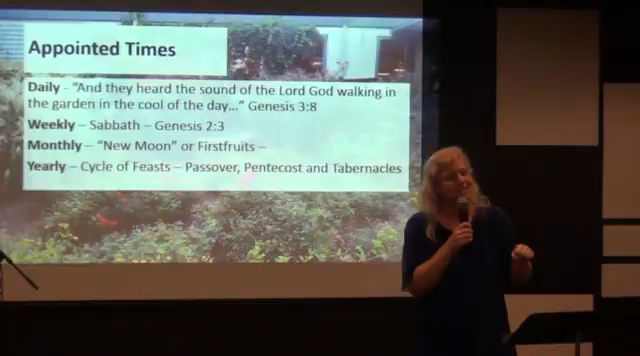 Appointed Times
Daily - "And they heard the sound of the Lord God walking in
the garden in the cool of the day..." Genesis 3:8
Weekly – Sabbath – Genesis 2:3
Monthly – "New Moon" or Firstfruits –
Yearly – Cycle of Feasts – Passover, Pentecost and Tabernacles